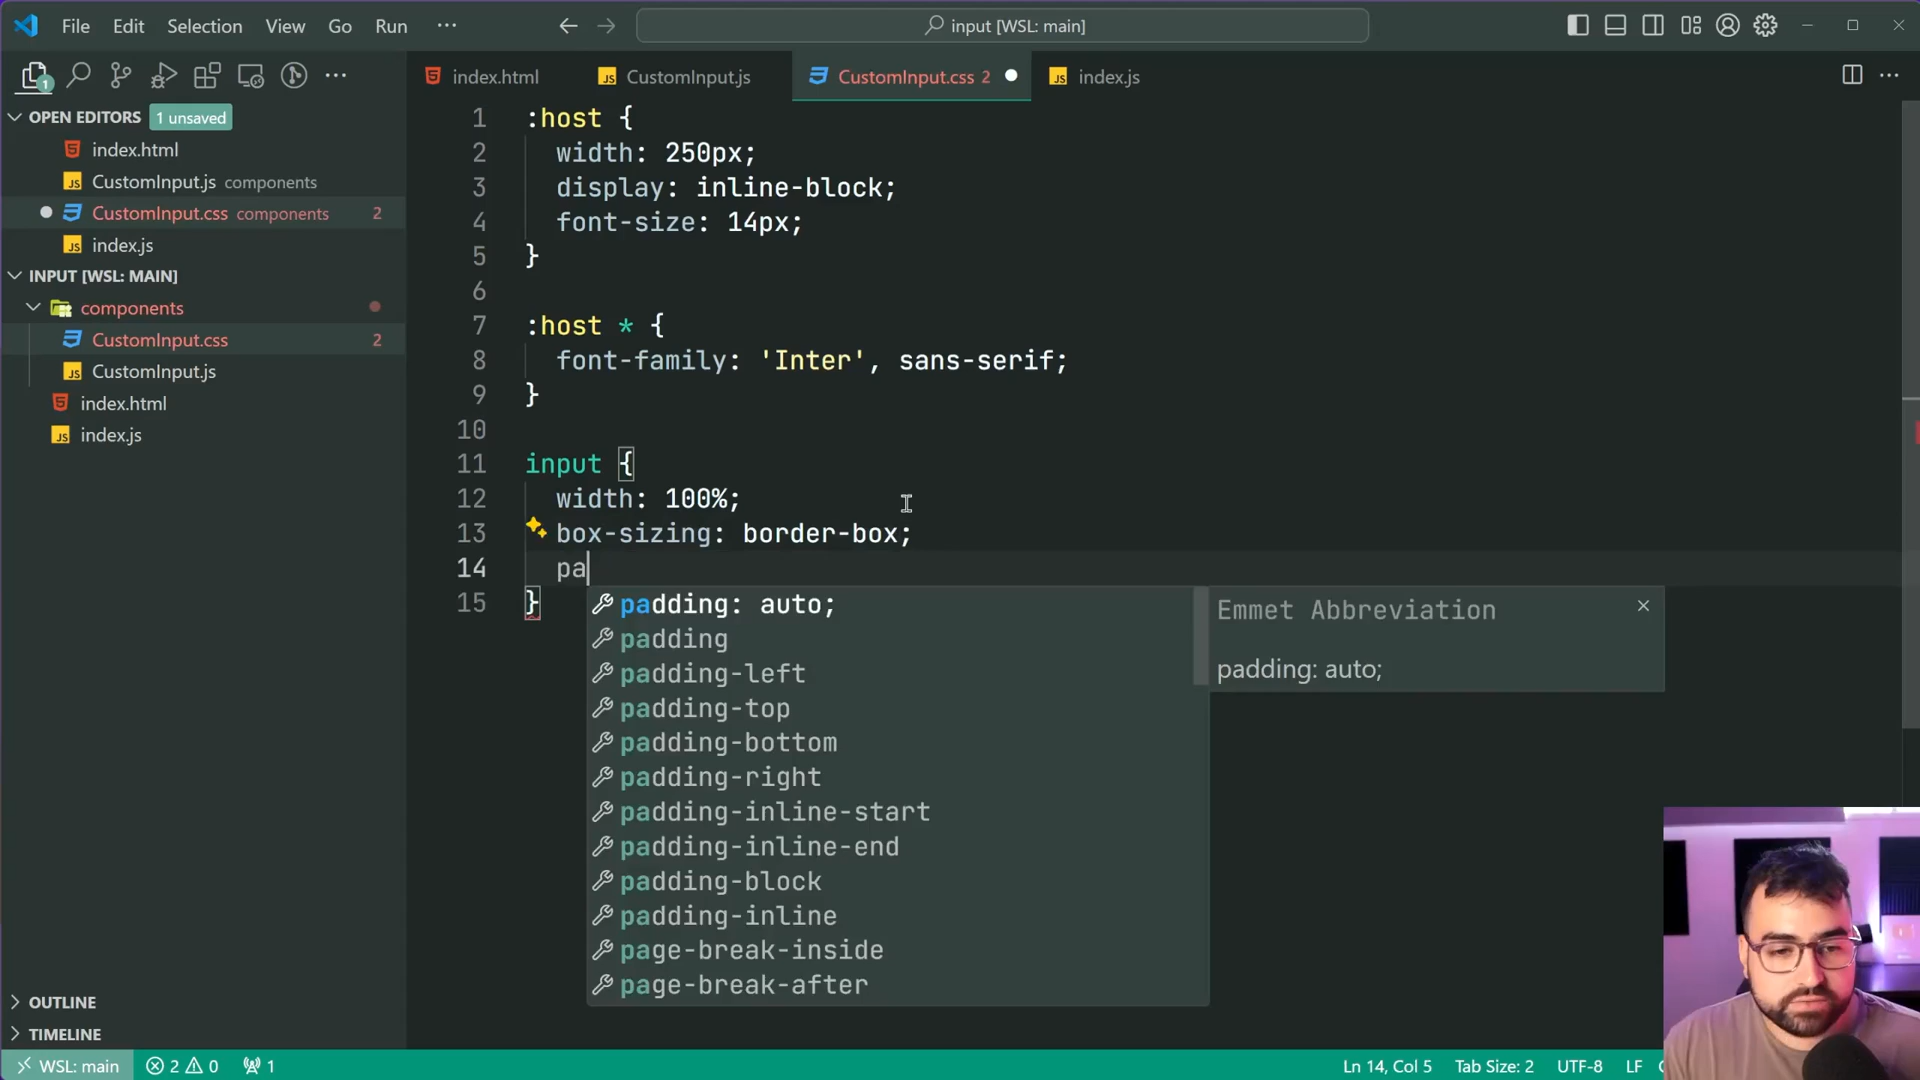 File Edit Selection View Go Run ···
input [WSL: main]
1
index.html
CustomInput.js
CustomInput.css 2
index.js
OPEN EDITORS 1 unsaved
index.html
CustomInput.js components
CustomInput.css components 2
index.js
INPUT [WSL: MAIN]
components
CustomInput.css 2
CustomInput.js
index.html
index.js
OUTLINE
TIMELINE
1 :host {
2 width: 250px;
3 display: inline-block;
4 font-size: 14px;
5 }
6
7 :host * {
8 font-family: 'Inter', sans-serif;
9 }
10
11 input {
12 width: 100%;
13 box-sizing: border-box;
14 pa
15 }
padding: auto;
padding
padding-left
padding-top
padding-bottom
padding-right
padding-inline-start
padding-inline-end
padding-block
padding-inline
page-break-inside
page-break-after
Emmet Abbreviation
padding: auto;
WSL: main 2 0 1
Ln 14, Col 5 Tab Size: 2 UTF-8 LF